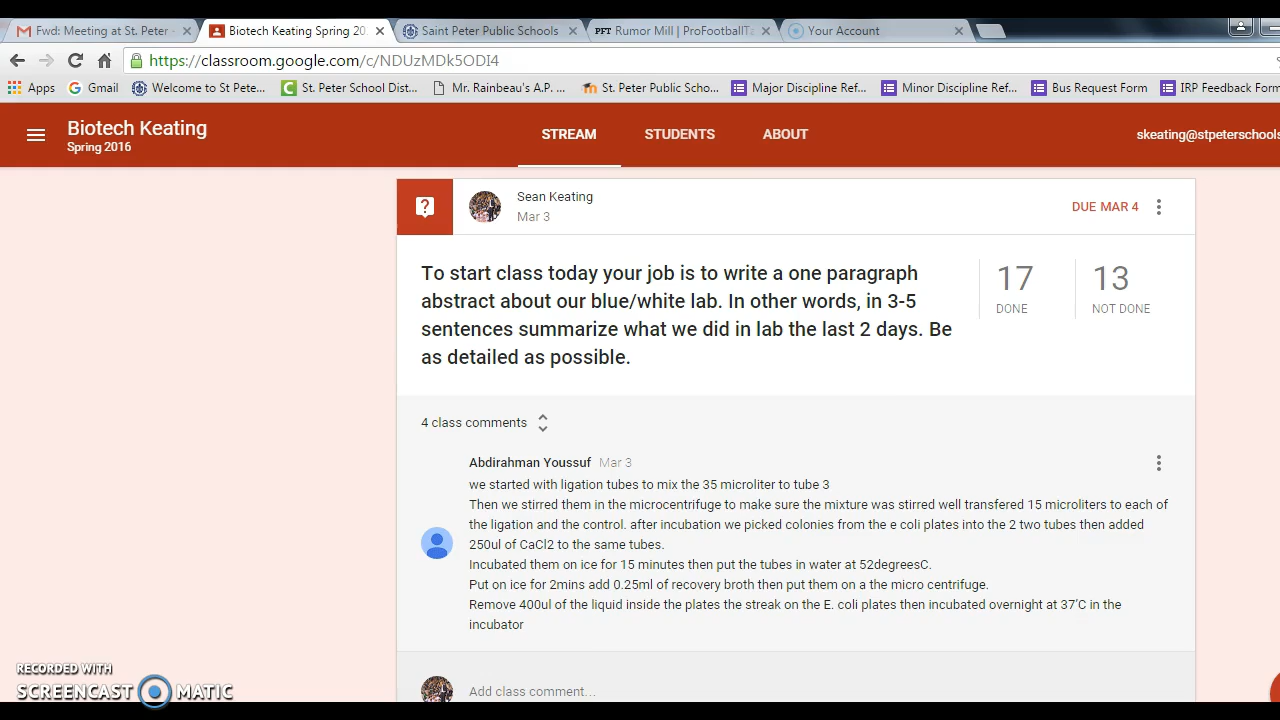 Fwd: Meeting at St. Peter
Biotech Keating Spring 20
Saint Peter Public Schools
PFT Rumor Mill | ProFootballTa
Your Account
https://classroom.google.com/c/NDUzMDk5ODI4
Apps
Gmail
Welcome to St Pete...
St. Peter School Dist...
Mr. Rainbeau's A.P. ...
St. Peter Public Scho...
Major Discipline Ref...
Minor Discipline Ref...
Bus Request Form
IRP Feedback Form
Biotech Keating
Spring 2016
STREAM
STUDENTS
ABOUT
skeating@stpeterschools
Sean Keating
Mar 3
DUE MAR 4
To start class today your job is to write a one paragraph
abstract about our blue/white lab. In other words, in 3-5
sentences summarize what we did in lab the last 2 days. Be
as detailed as possible.
17
DONE
13
NOT DONE
4 class comments
Abdirahman Youssuf Mar 3
we started with ligation tubes to mix the 35 microliter to tube 3
Then we stirred them in the microcentrifuge to make sure the mixture was stirred well transfered 15 microliters to each of
the ligation and the control. after incubation we picked colonies from the e coli plates into the 2 two tubes then added
250ul of CaCl2 to the same tubes.
Incubated them on ice for 15 minutes then put the tubes in water at 52degreesC.
Put on ice for 2mins add 0.25ml of recovery broth then put them on a the micro centrifuge.
Remove 400ul of the liquid inside the plates the streak on the E. coli plates then incubated overnight at 37'C in the
incubator
Add class comment...
RECORDED WITH
SCREENCAST MATIC